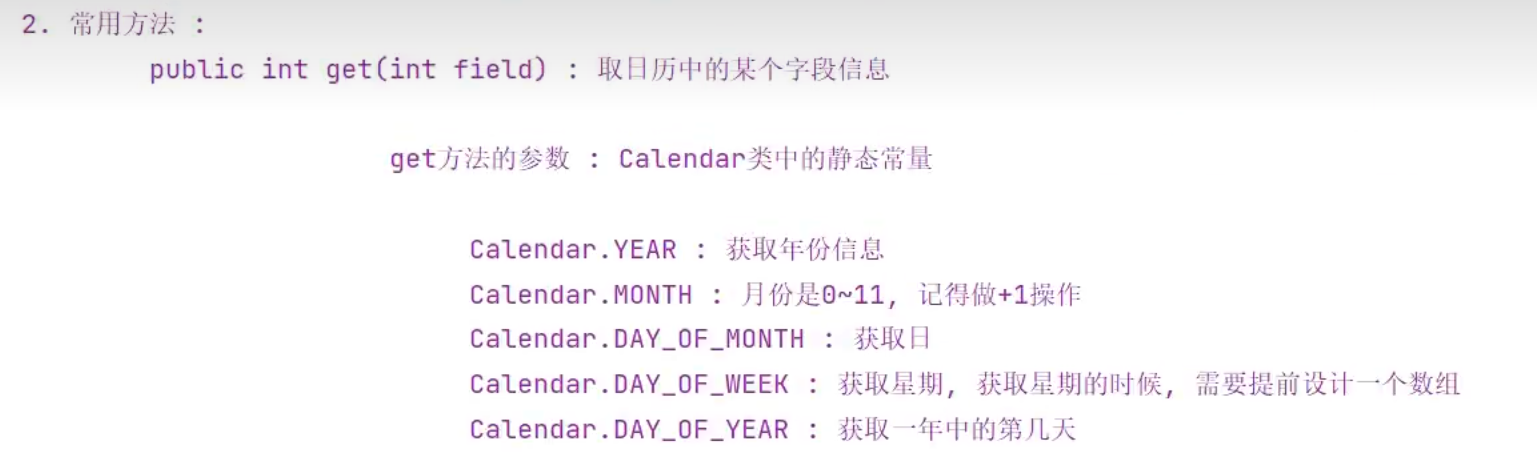 2. 常用方法 :
public int get(int field) : 取日历中的某个字段信息
get方法的参数 : Calendar类中的静态常量
Calendar.YEAR : 获取年份信息
Calendar.MONTH : 月份是0~11, 记得做+1操作
Calendar.DAY_OF_MONTH : 获取日
Calendar.DAY_OF_WEEK : 获取星期, 获取星期的时候, 需要提前设计一个数组
Calendar.DAY_OF_YEAR : 获取一年中的第几天